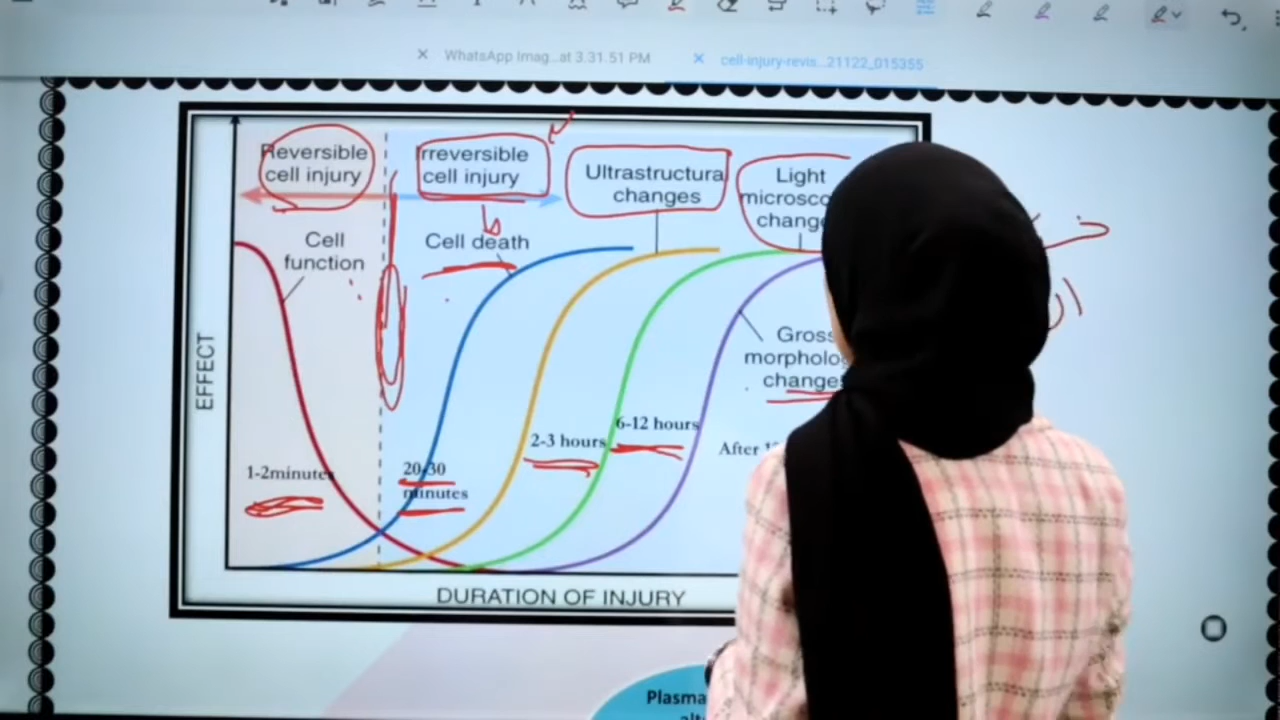 WhatsApp Imag...at 3.31.51 PM
cell-injury-revis...21122_015355
Reversible
cell injury
Irreversible
cell injury
Ultrastructura
changes
Light
microsco
change
Cell
function
Cell death
EFFECT
Gross
morpholo
changes
1-2minutes
20-30
minutes
2-3 hours
6-12 hours
After
DURATION OF INJURY
Plasma